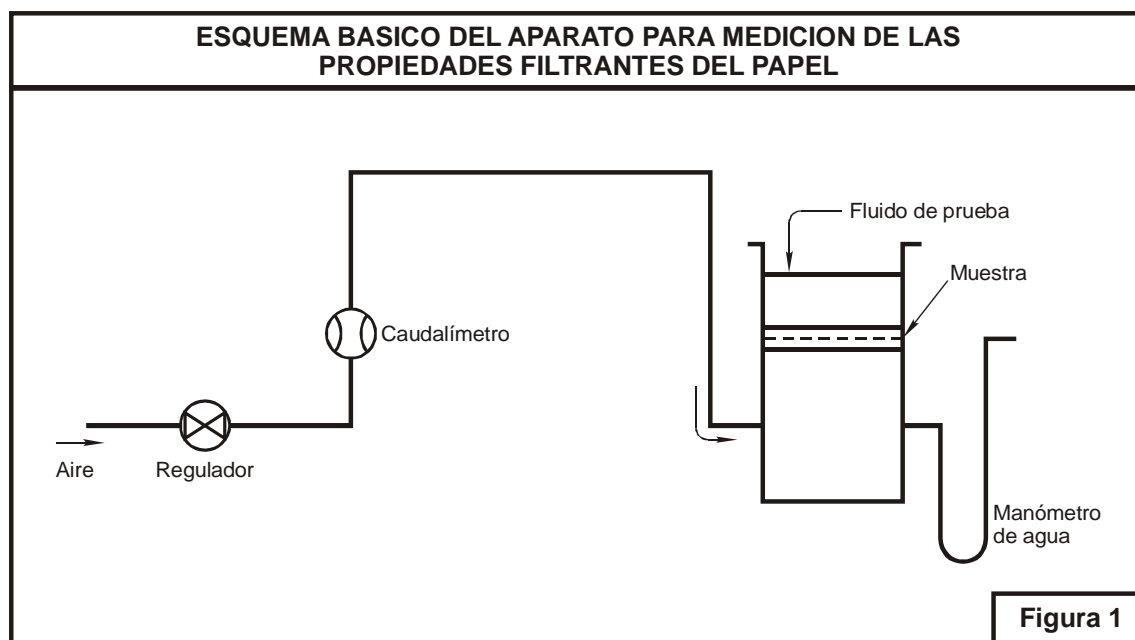 ESQUEMA BASICO DEL APARATO PARA MEDICION DE LAS
PROPIEDADES FILTRANTES DEL PAPEL
Fluido de prueba
Muestra
Caudalímetro
Aire
Regulador
Manómetro
de agua
Figura 1